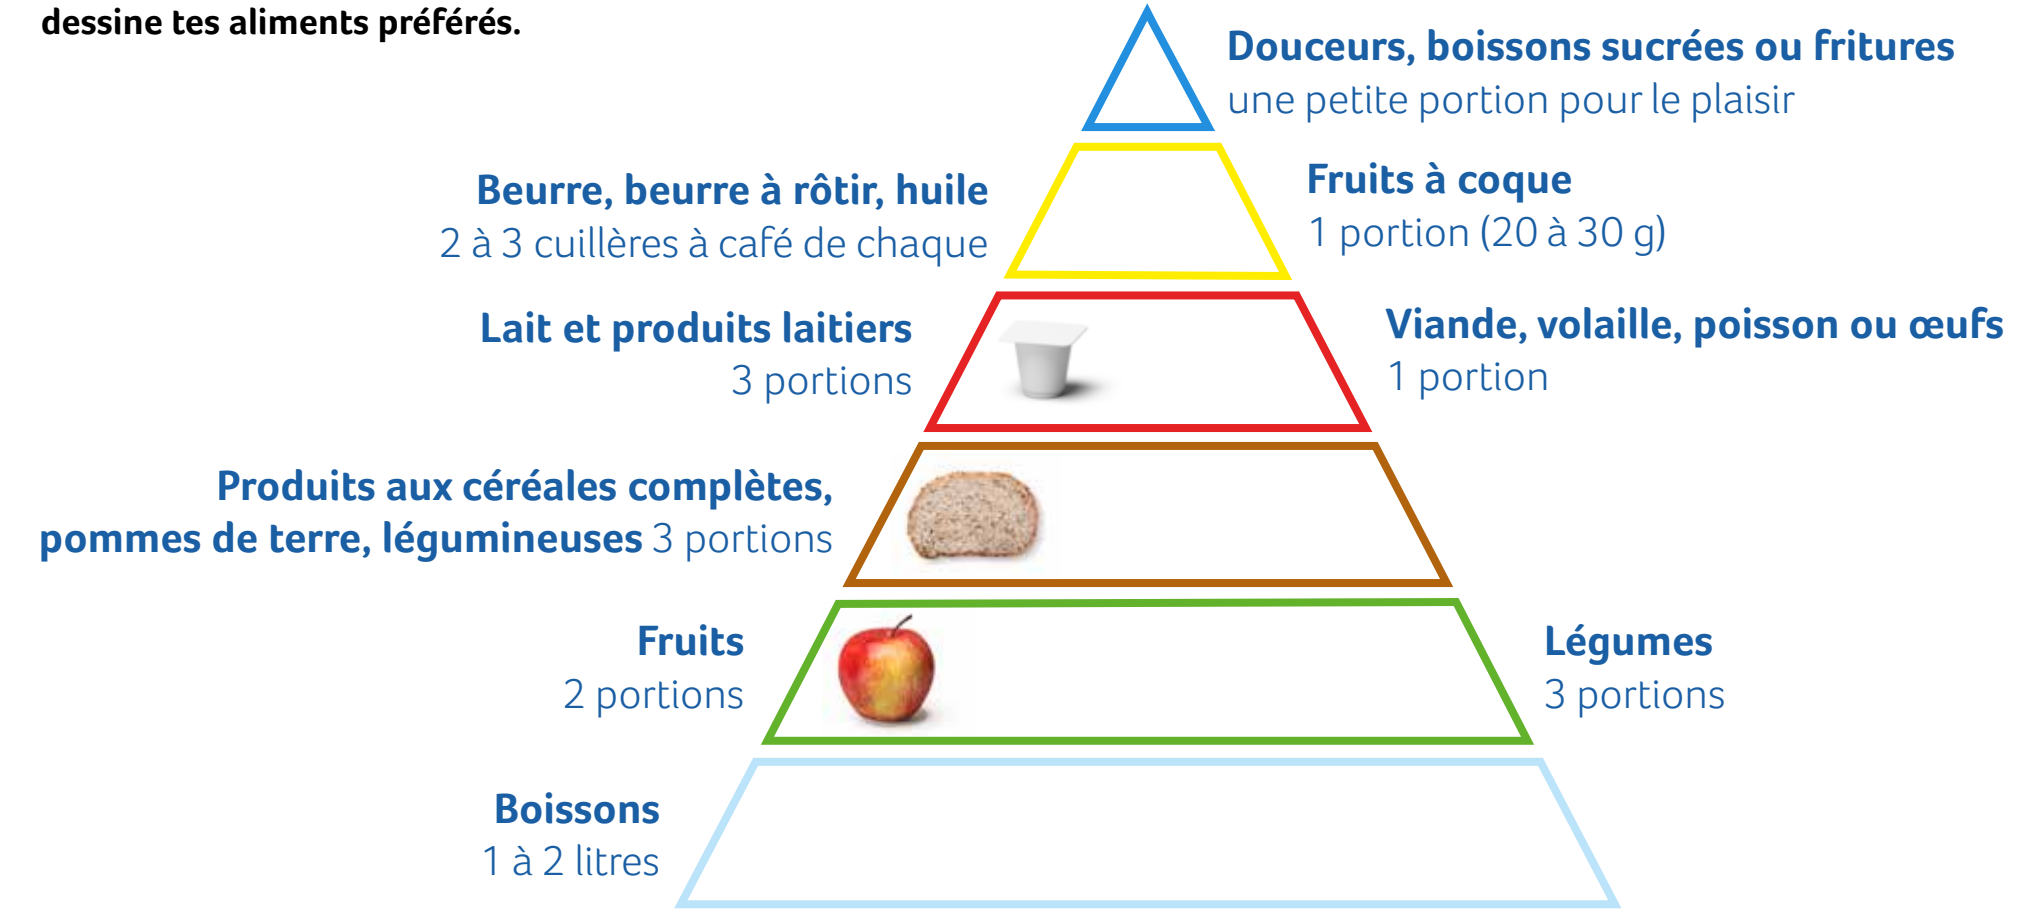 dessine tes aliments préférés.
Douceurs, boissons sucrées ou fritures
une petite portion pour le plaisir
Beurre, beurre à rôtir, huile
2 à 3 cuillères à café de chaque
Fruits à coque
1 portion (20 à 30 g)
Lait et produits laitiers
3 portions
Viande, volaille, poisson ou œufs
1 portion
Produits aux céréales complètes,
pommes de terre, légumineuses 3 portions
Fruits
2 portions
Légumes
3 portions
Boissons
1 à 2 litres